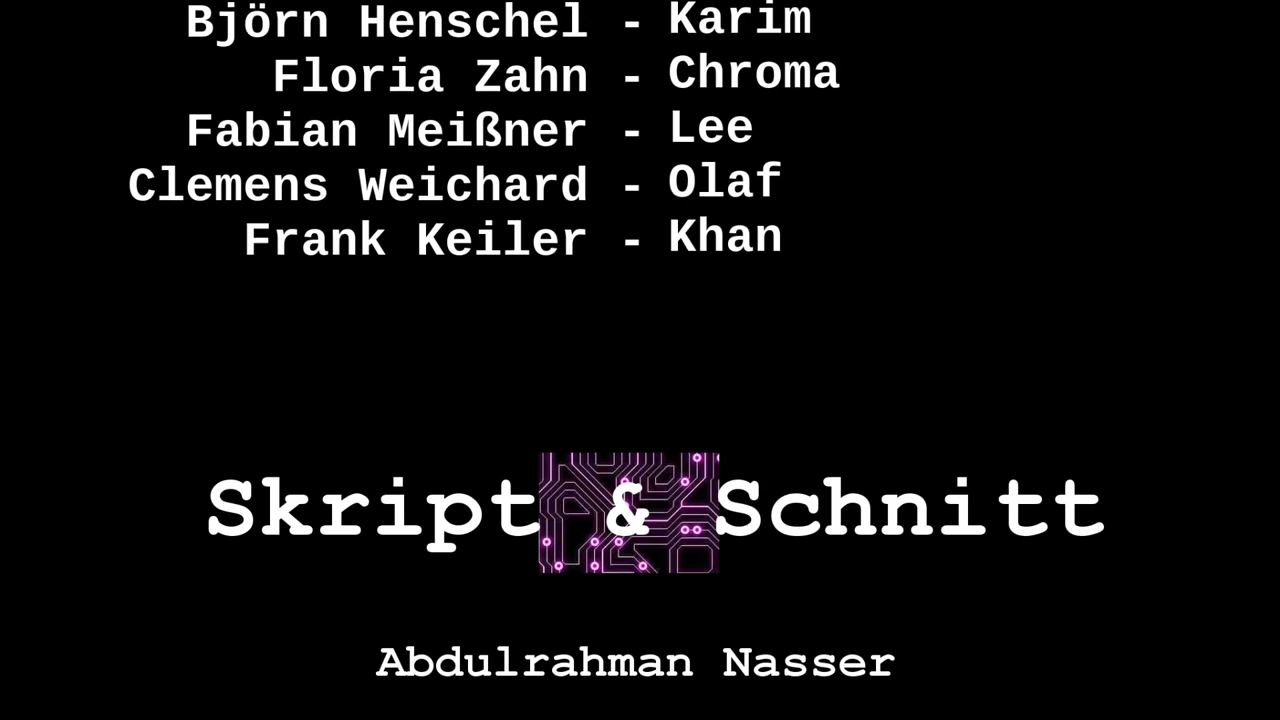 Björn Henschel - Karim
Floria Zahn - Chroma
Fabian Meißner - Lee
Clemens Weichard - Olaf
Frank Keiler - Khan
Skript & Schnitt
Abdulrahman Nasser